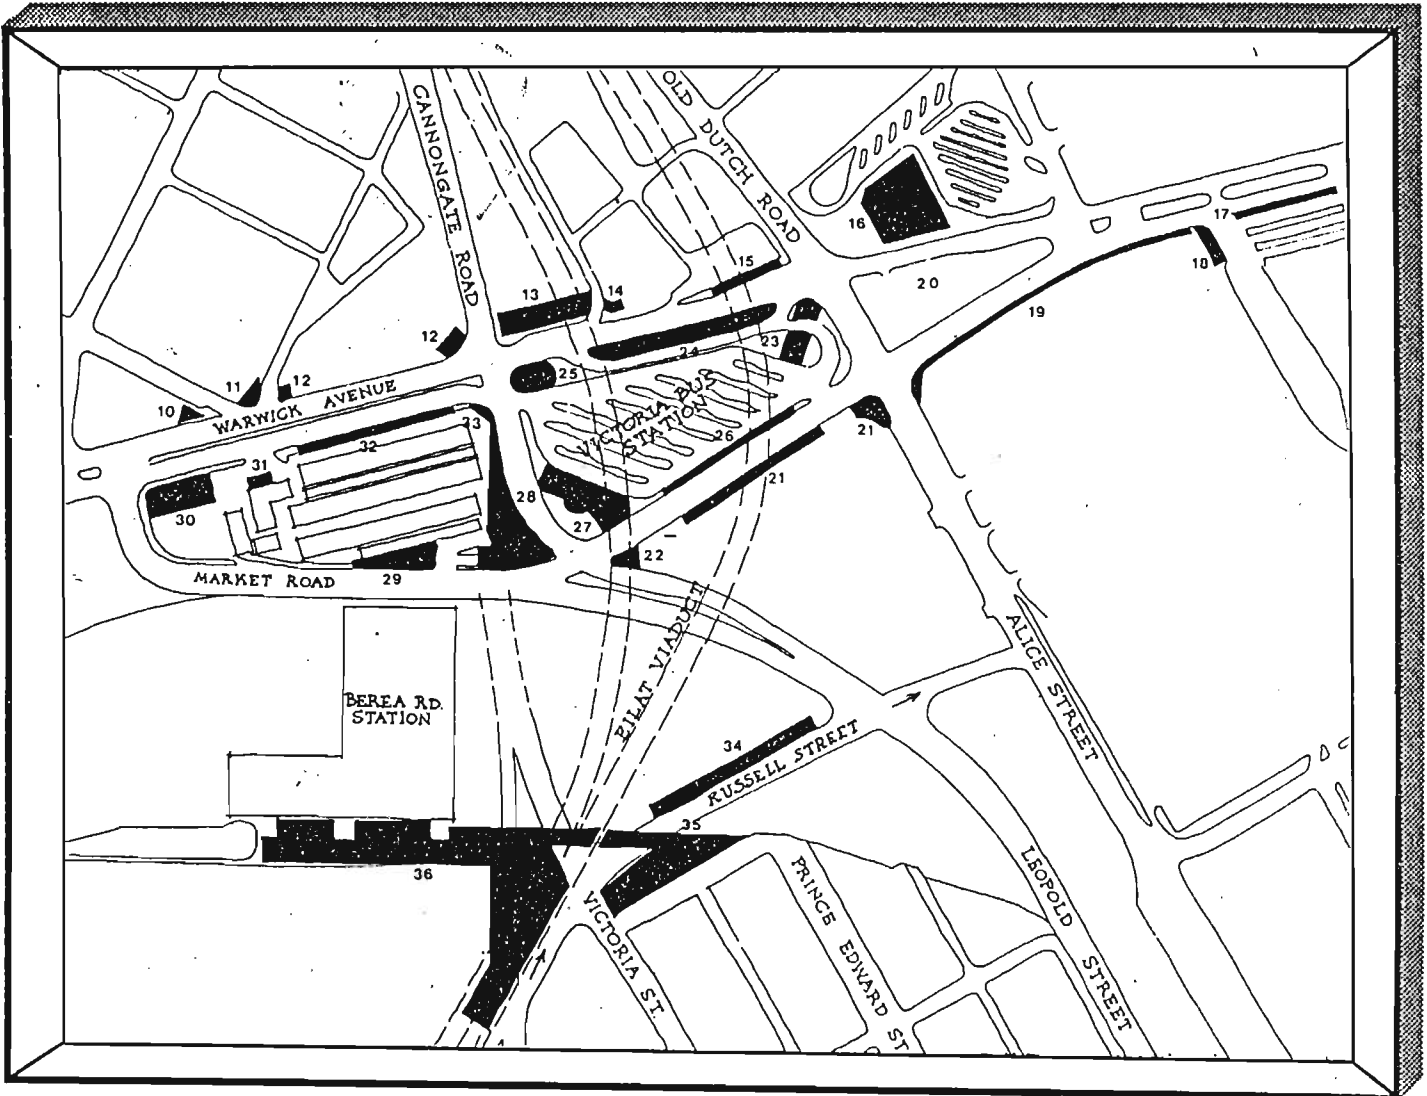 CANNONGATE ROAD
OLD DUTCH ROAD
16
17
18
15
13
14
20
19
12
23
24
25
11
12
10
WARWICK AVENUE
VICTORIA BUS
STATION
26
21
33
32
31
21
28
30
27
22
MARKET ROAD
29
EILAT VIADUCT
ALICE STREET
BEREA RD.
STATION
34
RUSSELL STREET
35
36
VICTORIA ST.
PRINCE EDWARD ST
LEOPOLD STREET